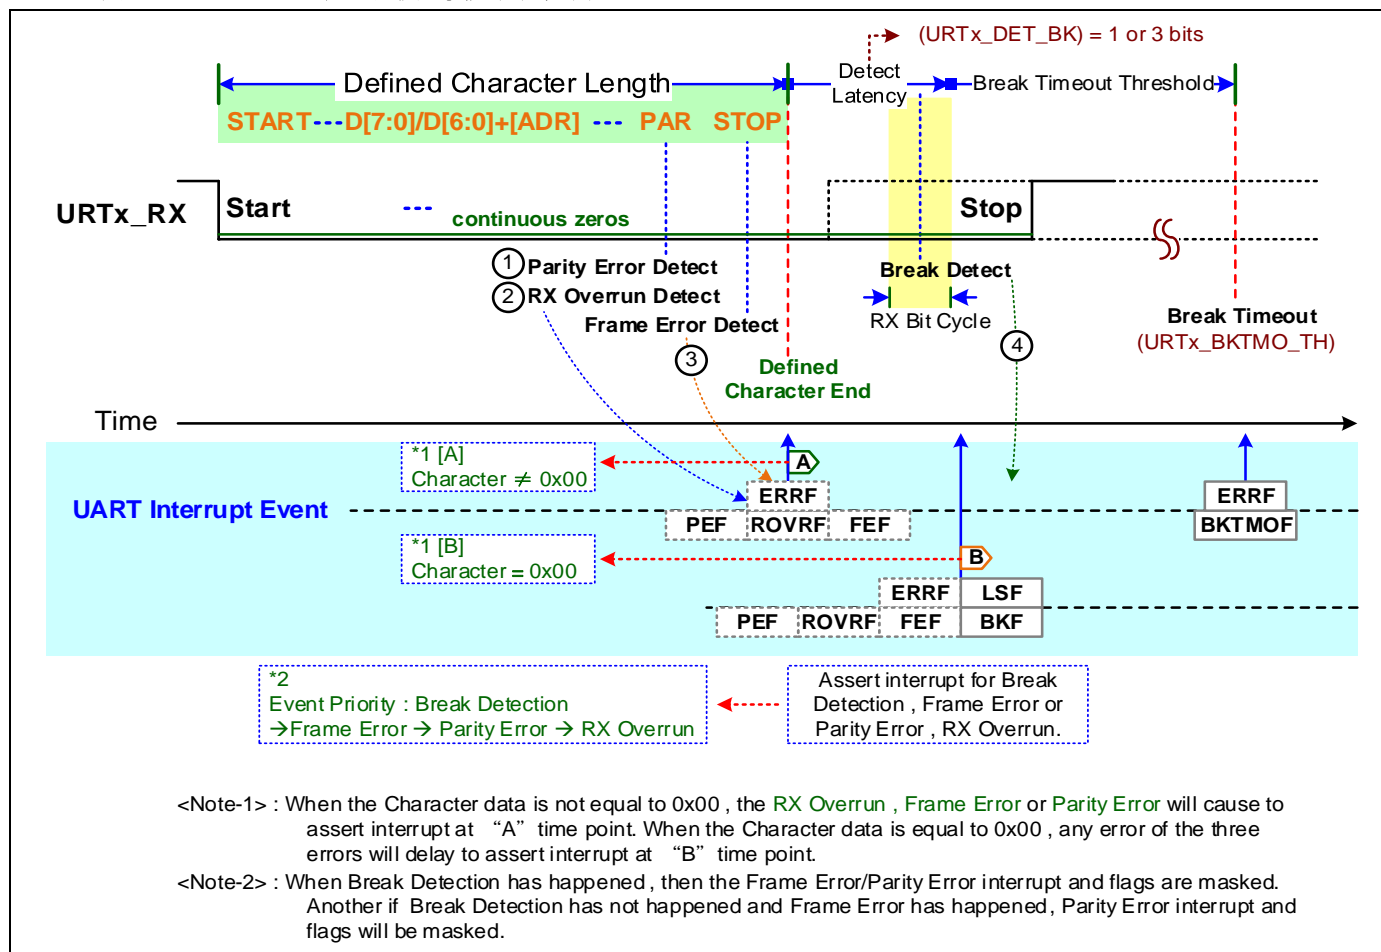 (URTx_DET_BK) = 1 or 3 bits
Defined Character Length
Detect
Latency
Break Timeout Threshold
START ---- D[7:0]/D[6:0]+[ADR] ---- PAR STOP
URTx_RX
Start
----
continuous zeros
Stop
1 Parity Error Detect
2 RX Overrun Detect
Frame Error Detect
3
Break Detect
RX Bit Cycle
4
Break Timeout
(URTx_BKTMO_TH)
Defined
Character End
Time
*1 [A]
Character ≠ 0x00
A
ERRF
PEF ROVRF FEF
UART Interrupt Event
ERRF
BKTMOF
*1 [B]
Character = 0x00
B
ERRF LSF
PEF ROVRF FEF BKF
*2
Event Priority : Break Detection
→Frame Error → Parity Error → RX Overrun
Assert interrupt for Break
Detection , Frame Error or
Parity Error , RX Overrun.
<Note-1> : When the Character data is not equal to 0x00 , the RX Overrun , Frame Error or Parity Error will cause to
assert interrupt at “A” time point. When the Character data is equal to 0x00 , any error of the three
errors will delay to assert interrupt at “B” time point.
<Note-2> : When Break Detection has happened , then the Frame Error/Parity Error interrupt and flags are masked.
Another if Break Detection has not happened and Frame Error has happened , Parity Error interrupt and
flags will be masked.